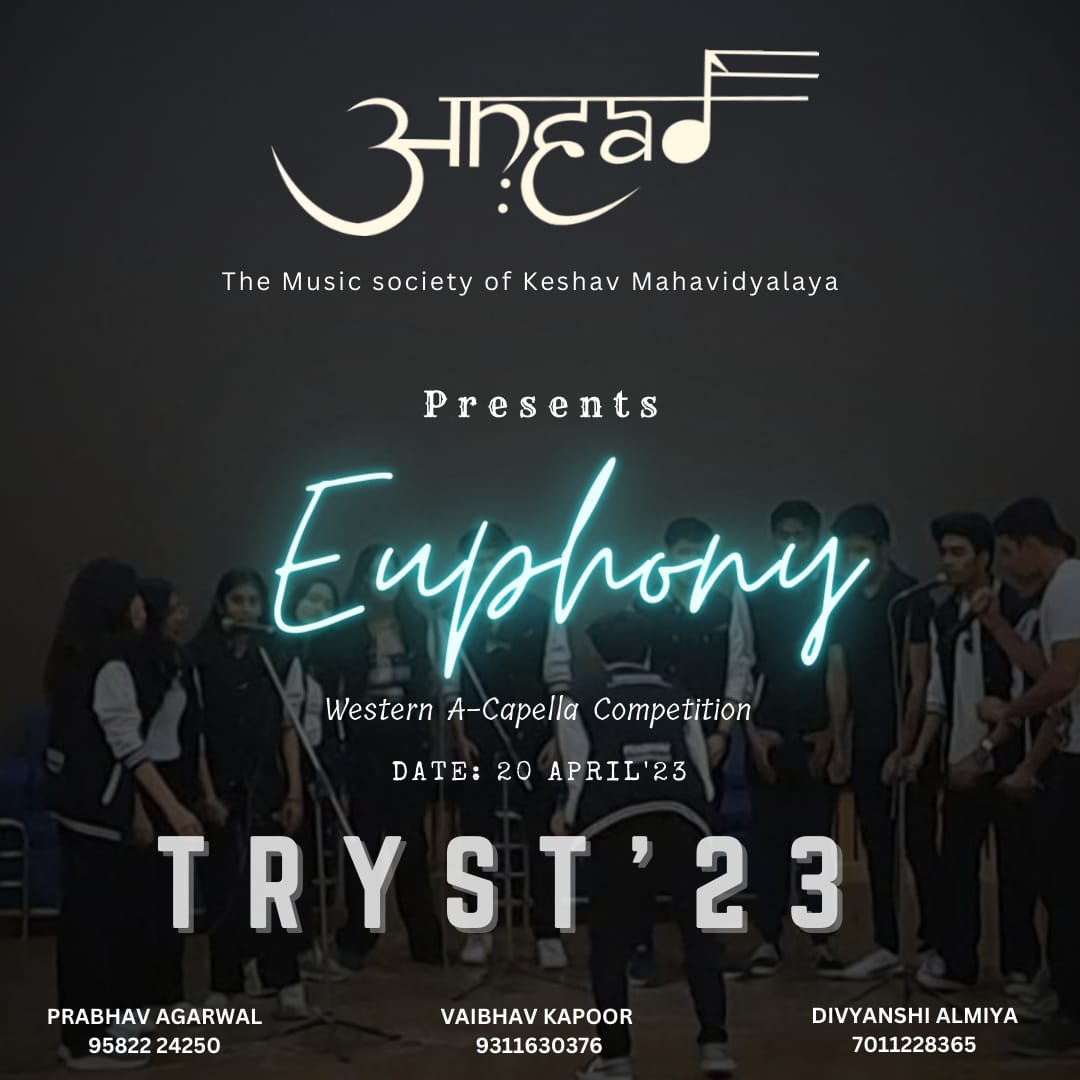 अnहad
The Music society of Keshav Mahavidyalaya
Presents
Euphony
Western A-Capella Competition
DATE: 20 APRIL'23
TRYST'23
PRABHAV AGARWAL
95822 24250
VAIBHAV KAPOOR
9311630376
DIVYANSHI ALMIYA
7011228365